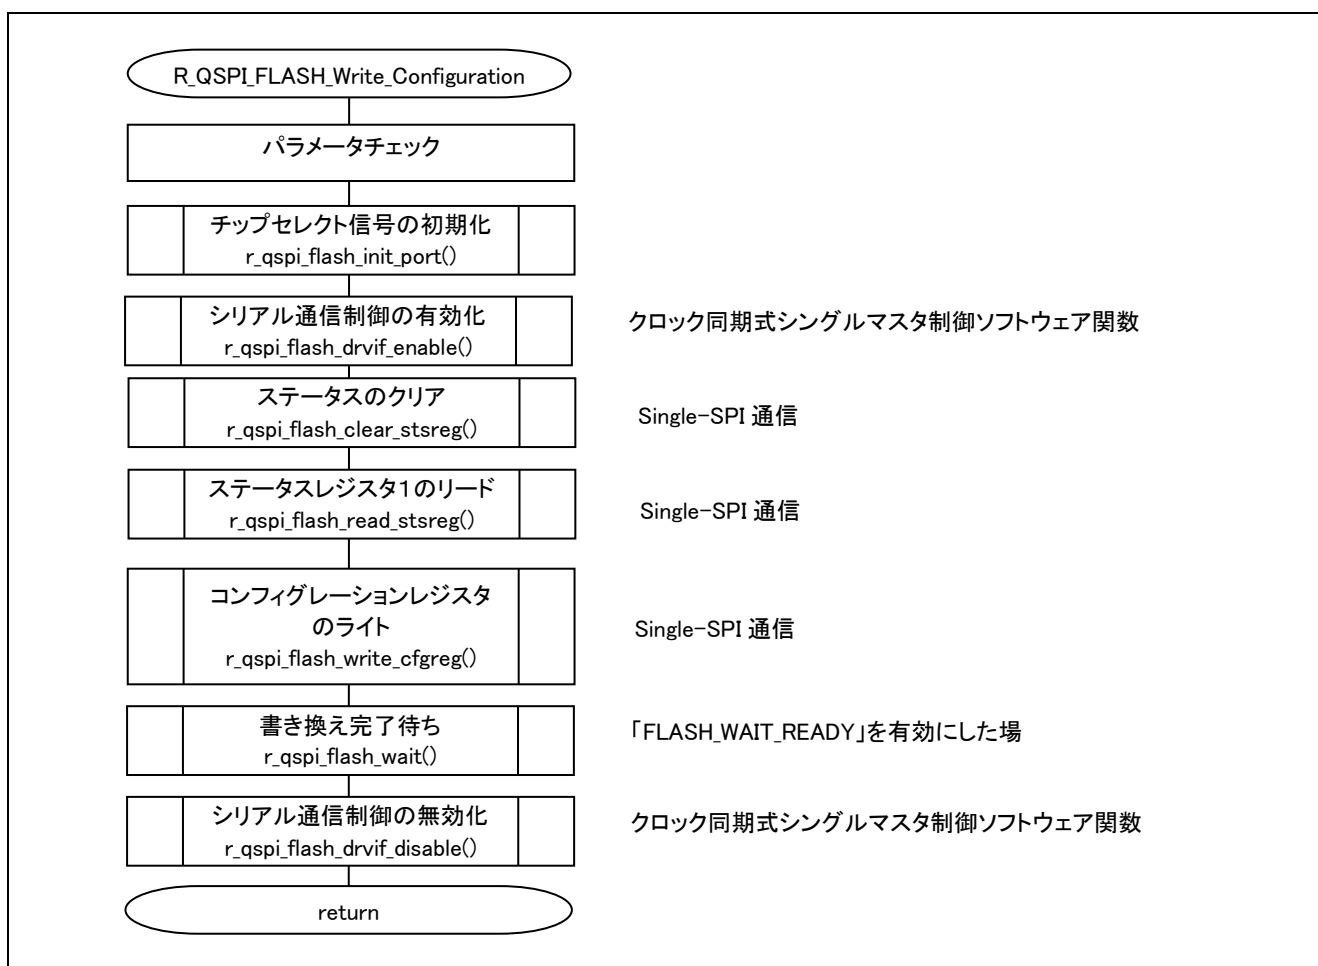 R_QSPI_FLASH_Write_Configuration
パラメータチェック
チップセレクト信号の初期化
r_qspi_flash_init_port()
シリアル通信制御の有効化
r_qspi_flash_drvif_enable()
クロック同期式シングルマスタ制御ソフトウェア関数
ステータスのクリア
r_qspi_flash_clear_stsreg()
Single-SPI 通信
ステータスレジスタ1のリード
r_qspi_flash_read_stsreg()
Single-SPI 通信
コンフィグレーションレジスタ
のライト
r_qspi_flash_write_cfgreg()
Single-SPI 通信
書き換え完了待ち
r_qspi_flash_wait()
「FLASH_WAIT_READY」を有効にした場
シリアル通信制御の無効化
r_qspi_flash_drvif_disable()
クロック同期式シングルマスタ制御ソフトウェア関数
return